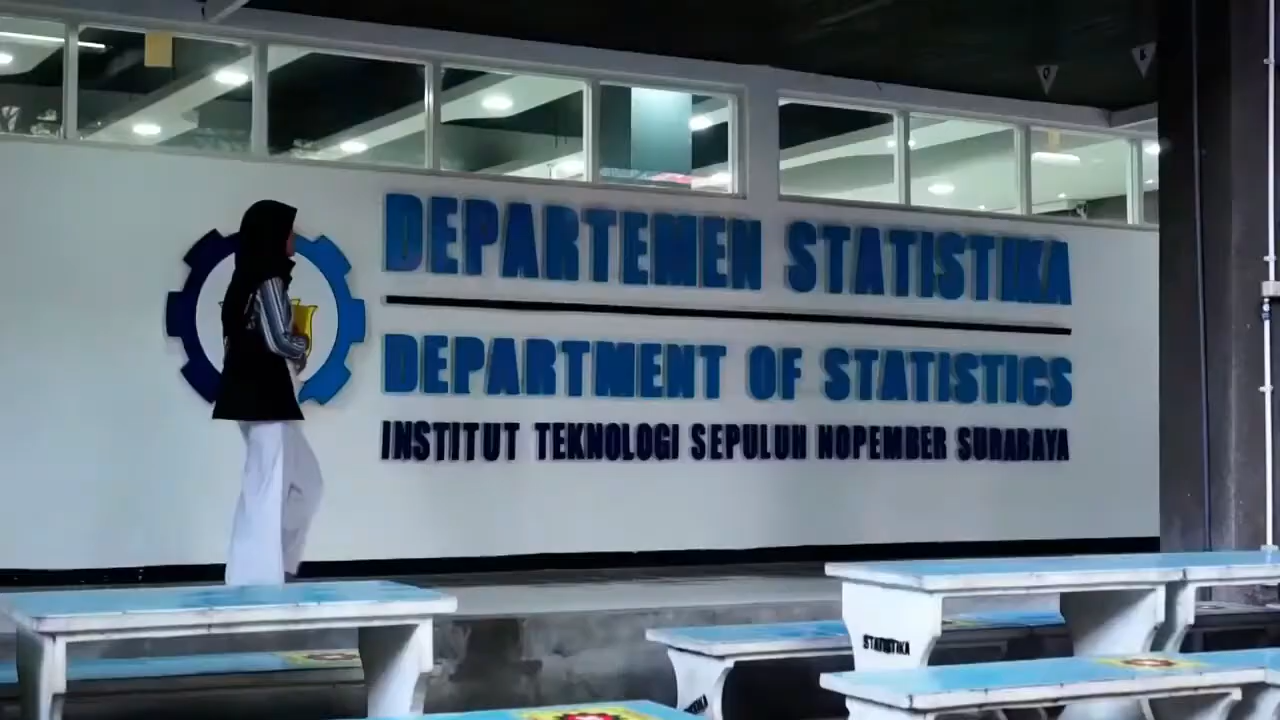 DEPARTEMEN STATISTIKA
DEPARTMENT OF STATISTICS
INSTITUT TEKNOLOGI SEPULUH NOPEMBER SURABAYA
STATISTIKA